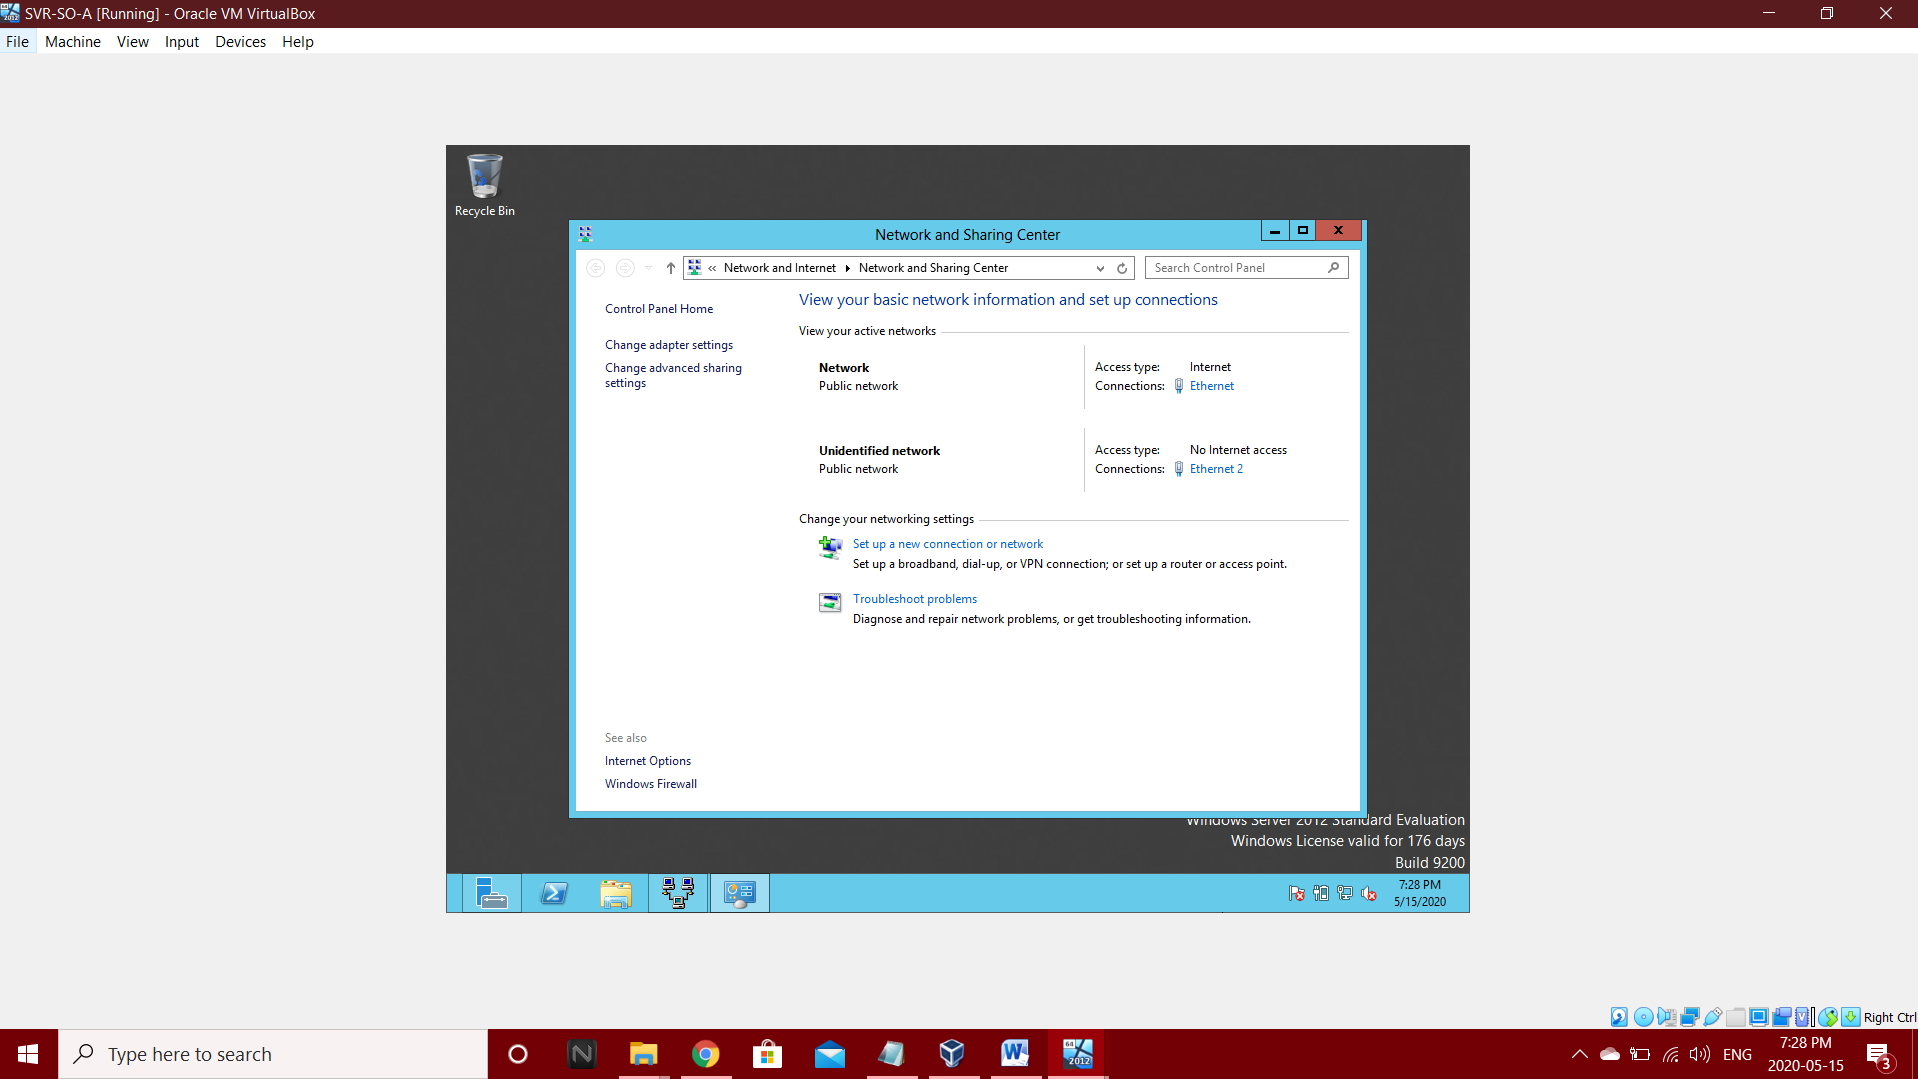 SVR-SO-A [Running] - Oracle VM VirtualBox
File Machine View Input Devices Help
Recycle Bin
Network and Sharing Center
« Network and Internet Network and Sharing Center
Search Control Panel
Control Panel Home
Change adapter settings
Change advanced sharing
settings
View your basic network information and set up connections
View your active networks
Network
Public network
Access type: Internet
Connections: Ethernet
Unidentified network
Public network
Access type: No Internet access
Connections: Ethernet 2
Change your networking settings
Set up a new connection or network
Set up a broadband, dial-up, or VPN connection; or set up a router or access point.
Troubleshoot problems
Diagnose and repair network problems, or get troubleshooting information.
See also
Internet Options
Windows Firewall
Windows Server 2012 Standard Evaluation
Windows License valid for 176 days
Build 9200
7:28 PM
5/15/2020
Right Ctrl
Type here to search
N
W
64
2012
ENG
7:28 PM
2020-05-15
3